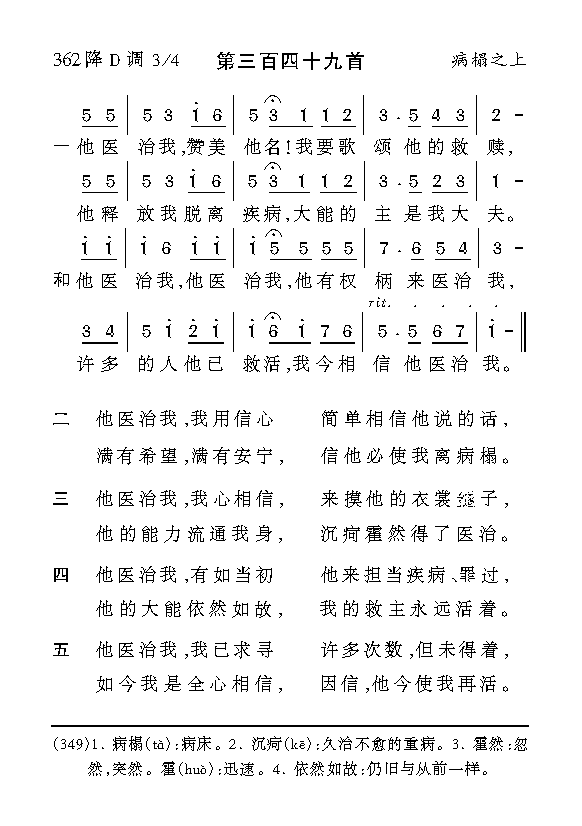 362降 D 调 3/4 第三百四十九首 病榻之上
5 5 | 5 3 i 6 | 5 3 1 1 2 | 3 . 5 4 3 | 2 -
一他医 治我,赞美 他名!我要歌 颂 他的救 赎,
5 5 | 5 3 i 6 | 5 3 1 1 2 | 3 . 5 2 3 | 1 -
他释 放我脱离 疾病,大能的 主 是我大 夫。
i i | i 6 i i | i 5 5 5 5 | 7 . 6 5 4 | 3 -
和他医 治我,他医 治我,他有权 柄 来医治 我,
rit. . . . .
3 4 | 5 i 2 i | i 6 i 7 6 | 5 . 5 6 7 | i -
许多 的人他已 救活,我今相 信 他医治 我。
二 他医治我,我用信心 简单相信他说的话,
满有希望,满有安宁, 信他必使我离病榻。
三 他医治我,我心相信, 来摸他的衣裳繸子,
他的能力流通我身, 沉疴霍然得了医治。
四 他医治我,有如当初 他来担当疾病、罪过,
他的大能依然如故, 我的救主永远活着。
五 他医治我,我已求寻 许多次数,但未得着,
如今我是全心相信, 因信,他今使我再活。
(349)1. 病榻(tà):病床。2. 沉疴(kē):久治不愈的重病。3. 霍然:忽
然,突然。霍(huò):迅速。4. 依然如故:仍旧与从前一样。